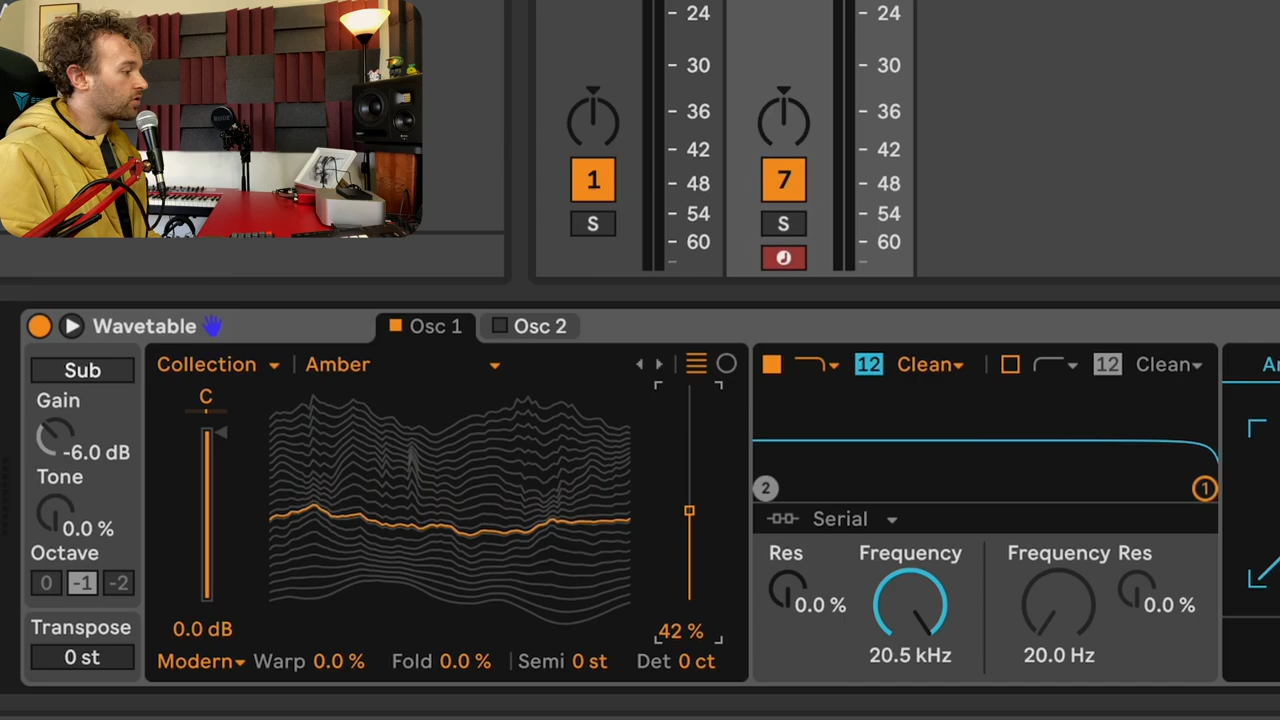 24
30
36
42
48
54
60
1
S
24
30
36
42
48
54
60
7
S
Wavetable
Osc 1
Osc 2
Sub
Gain
-6.0 dB
Tone
0.0 %
Octave
0 -1 -2
Transpose
0 st
Collection
Amber
C
0.0 dB
42 %
Modern
Warp 0.0 %
Fold 0.0 %
Semi 0 st
Det 0 ct
12 Clean
12 Clean
2
1
Serial
Res
0.0 %
Frequency
20.5 kHz
Frequency
20.0 Hz
Res
0.0 %